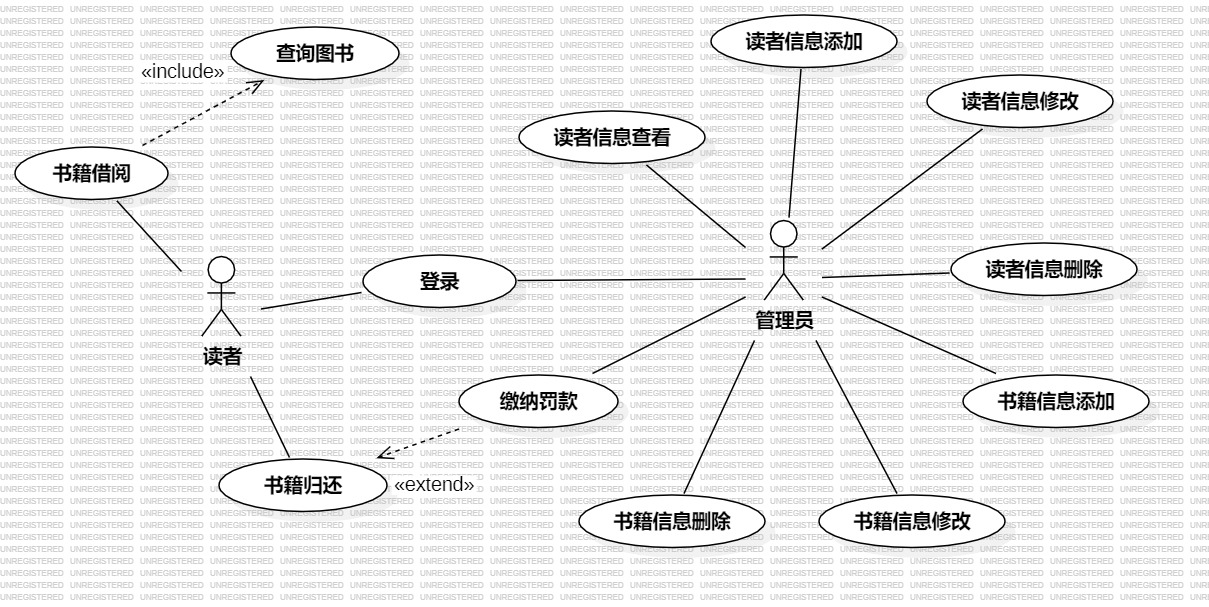 读者信息添加
查询图书
«include»
读者信息修改
读者信息查看
书籍借阅
读者信息删除
登录
管理员
读者
缴纳罚款
书籍信息添加
书籍归还
«extend»
书籍信息删除
书籍信息修改
UNREGISTERED